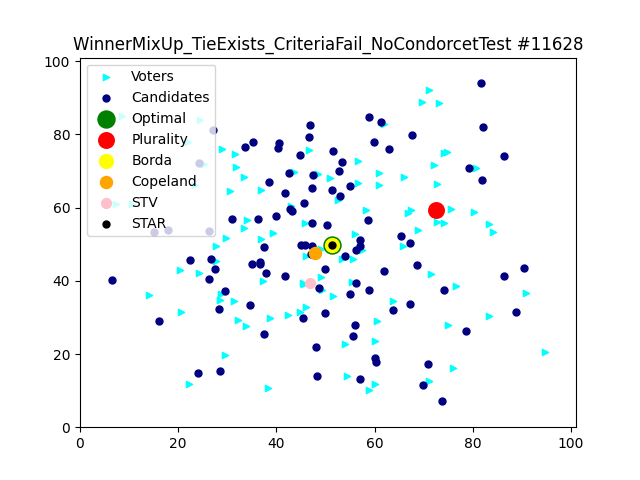 WinnerMixUp_TieExists_CriteriaFail_NoCondorcetTest #11628
100
80
60
40
20
0
Voters
Candidates
Optimal
Plurality
Borda
Copeland
STV
STAR
0 20 40 60 80 100